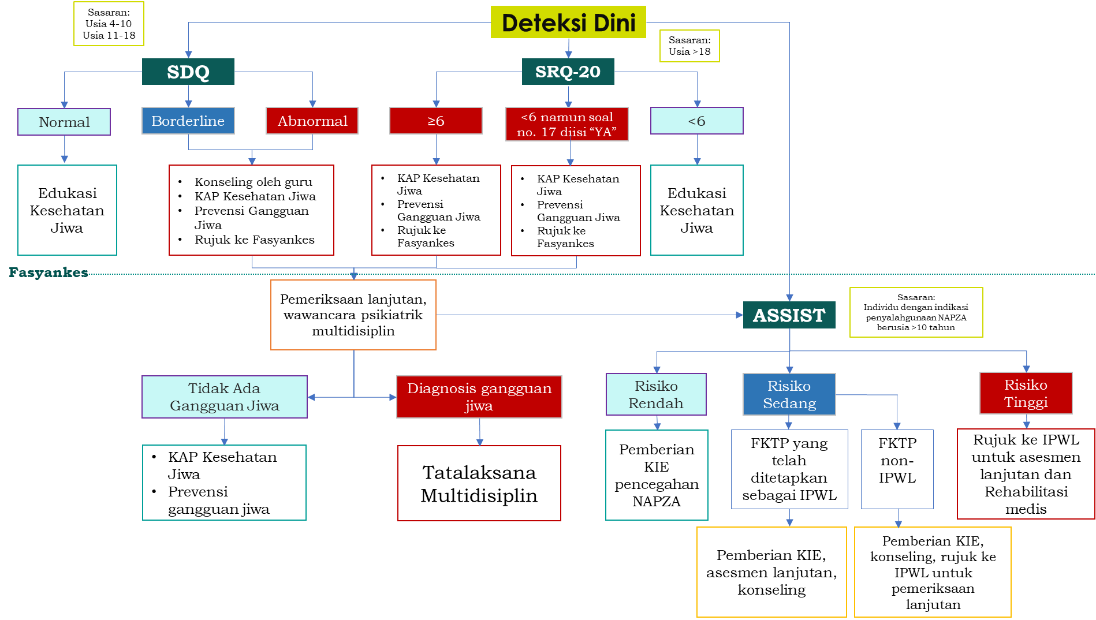 Sasaran:
Usia 4-10
Usia 11-18
Deteksi Dini
Sasaran:
Usia >18
SDQ
SRQ-20
Normal
Borderline
Abnormal
≥6
<6 namun soal
no. 17 diisi “YA”
<6
Edukasi
Kesehatan
Jiwa
• Konseling oleh guru
• KAP Kesehatan Jiwa
• Prevensi Gangguan
Jiwa
• Rujuk ke Fasyankes
• KAP Kesehatan
Jiwa
• Prevensi
Gangguan Jiwa
• Rujuk ke
Fasyankes
• KAP Kesehatan
Jiwa
• Prevensi
Gangguan Jiwa
• Rujuk ke
Fasyankes
Edukasi
Kesehatan
Jiwa
Fasyankes
Pemeriksaan lanjutan,
wawancara psikiatrik
multidisiplin
ASSIST
Sasaran:
Individu dengan indikasi
penyalahgunaan NAPZA
berusia >10 tahun
Tidak Ada
Gangguan Jiwa
Diagnosis gangguan
jiwa
Risiko
Rendah
Risiko
Sedang
Risiko
Tinggi
• KAP Kesehatan
Jiwa
• Prevensi
gangguan jiwa
Tatalaksana
Multidisiplin
Pemberian
KIE
pencegahan
NAPZA
FKTP yang
telah
ditetapkan
sebagai IPWL
FKTP
non-
IPWL
Rujuk ke IPWL
untuk asesmen
lanjutan dan
Rehabilitasi
medis
Pemberian KIE,
asesmen lanjutan,
konseling
Pemberian KIE,
konseling, rujuk ke
IPWL untuk
pemeriksaan
lanjutan